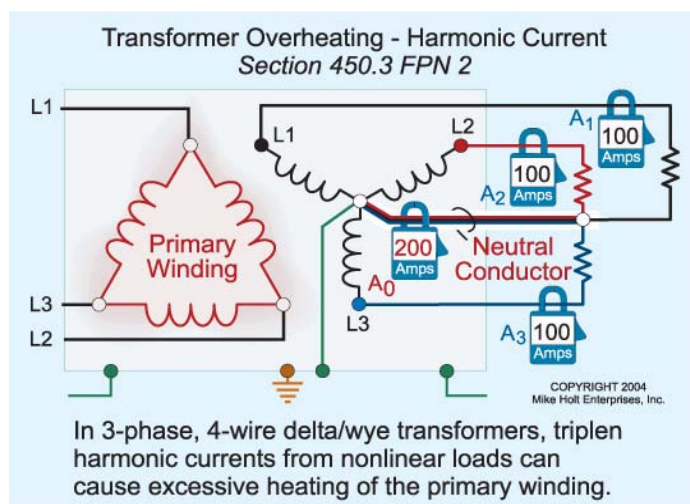 Transformer Overheating - Harmonic Current
Section 450.3 FPN 2
L1
L1
L2
A1
100
Amps
100
Amps
A2
Primary
Winding
200
Amps
Neutral
Conductor
A0
L3
L2
L3
A3
100
Amps
COPYRIGHT 2004
Mike Holt Enterprises, Inc.
In 3-phase, 4-wire delta/wye transformers, triplen
harmonic currents from nonlinear loads can
cause excessive heating of the primary winding.